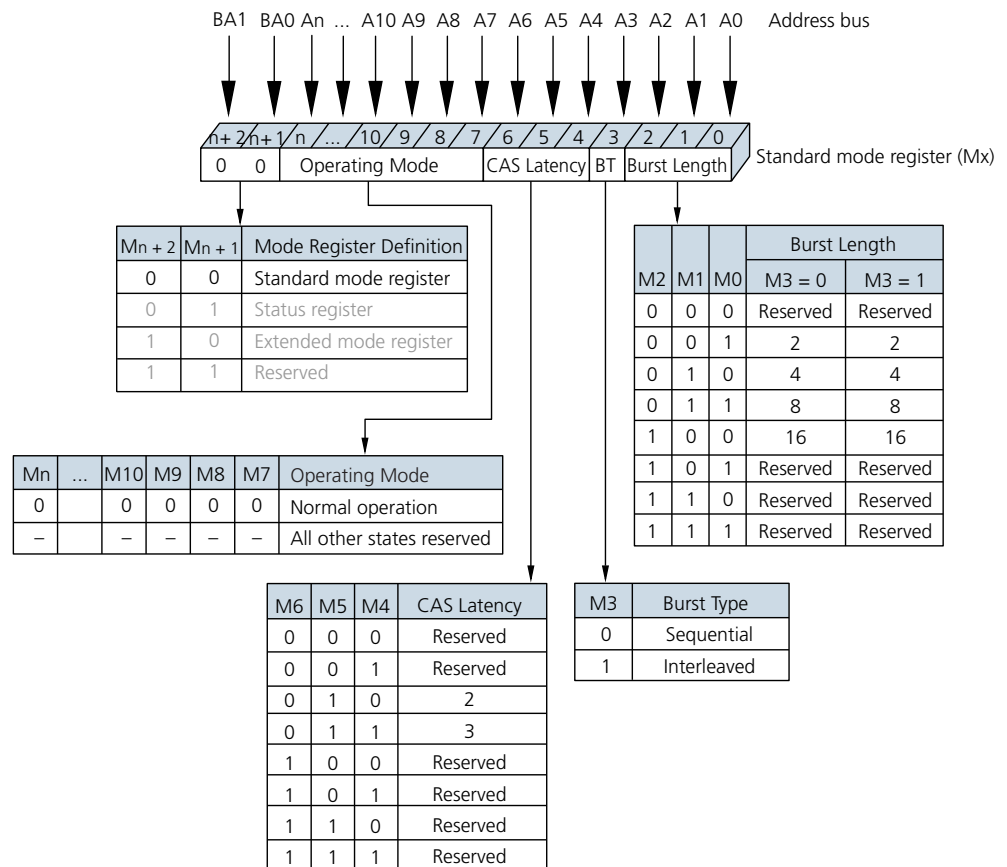 BA1 BA0 An ... A10 A9 A8 A7 A6 A5 A4 A3 A2 A1 A0 Address bus
n+ 2 n+ 1 n ... 10 9 8 7 6 5 4 3 2 1 0
0 0 Operating Mode CAS Latency BT Burst Length
Standard mode register (Mx)
Mn + 2 Mn + 1 Mode Register Definition
0 0 Standard mode register
0 1 Status register
1 0 Extended mode register
1 1 Reserved
Burst Length
M2 M1 M0 M3 = 0 M3 = 1
0 0 0 Reserved Reserved
0 0 1 2 2
0 1 0 4 4
0 1 1 8 8
1 0 0 16 16
1 0 1 Reserved Reserved
1 1 0 Reserved Reserved
1 1 1 Reserved Reserved
Mn ... M10 M9 M8 M7 Operating Mode
0 0 0 0 0 Normal operation
– – – – – All other states reserved
M6 M5 M4 CAS Latency
0 0 0 Reserved
0 0 1 Reserved
0 1 0 2
0 1 1 3
1 0 0 Reserved
1 0 1 Reserved
1 1 0 Reserved
1 1 1 Reserved
M3 Burst Type
0 Sequential
1 Interleaved